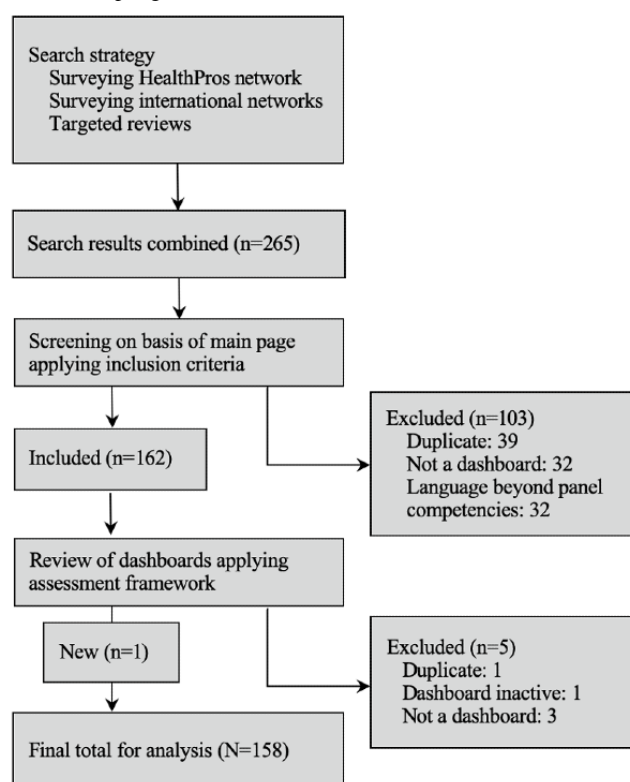 Search strategy
Surveying HealthPros network
Surveying international networks
Targeted reviews
Search results combined (n=265)
Screening on basis of main page
applying inclusion criteria
Excluded (n=103)
Duplicate: 39
Not a dashboard: 32
Language beyond panel
competencies: 32
Included (n=162)
Review of dashboards applying
assessment framework
New (n=1)
Excluded (n=5)
Duplicate: 1
Dashboard inactive: 1
Not a dashboard: 3
Final total for analysis (N=158)